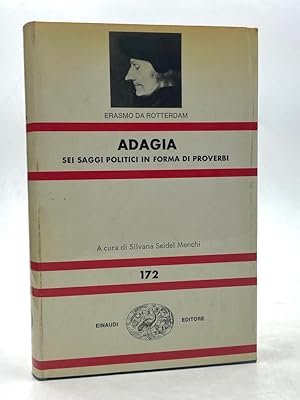 ERASMO DA ROTTERDAM
ADAGIA
SEI SAGGI POLITICI IN FORMA DI PROVERBI
A cura di Silvana Seidel Menchi
172
EINAUDI EDITORE